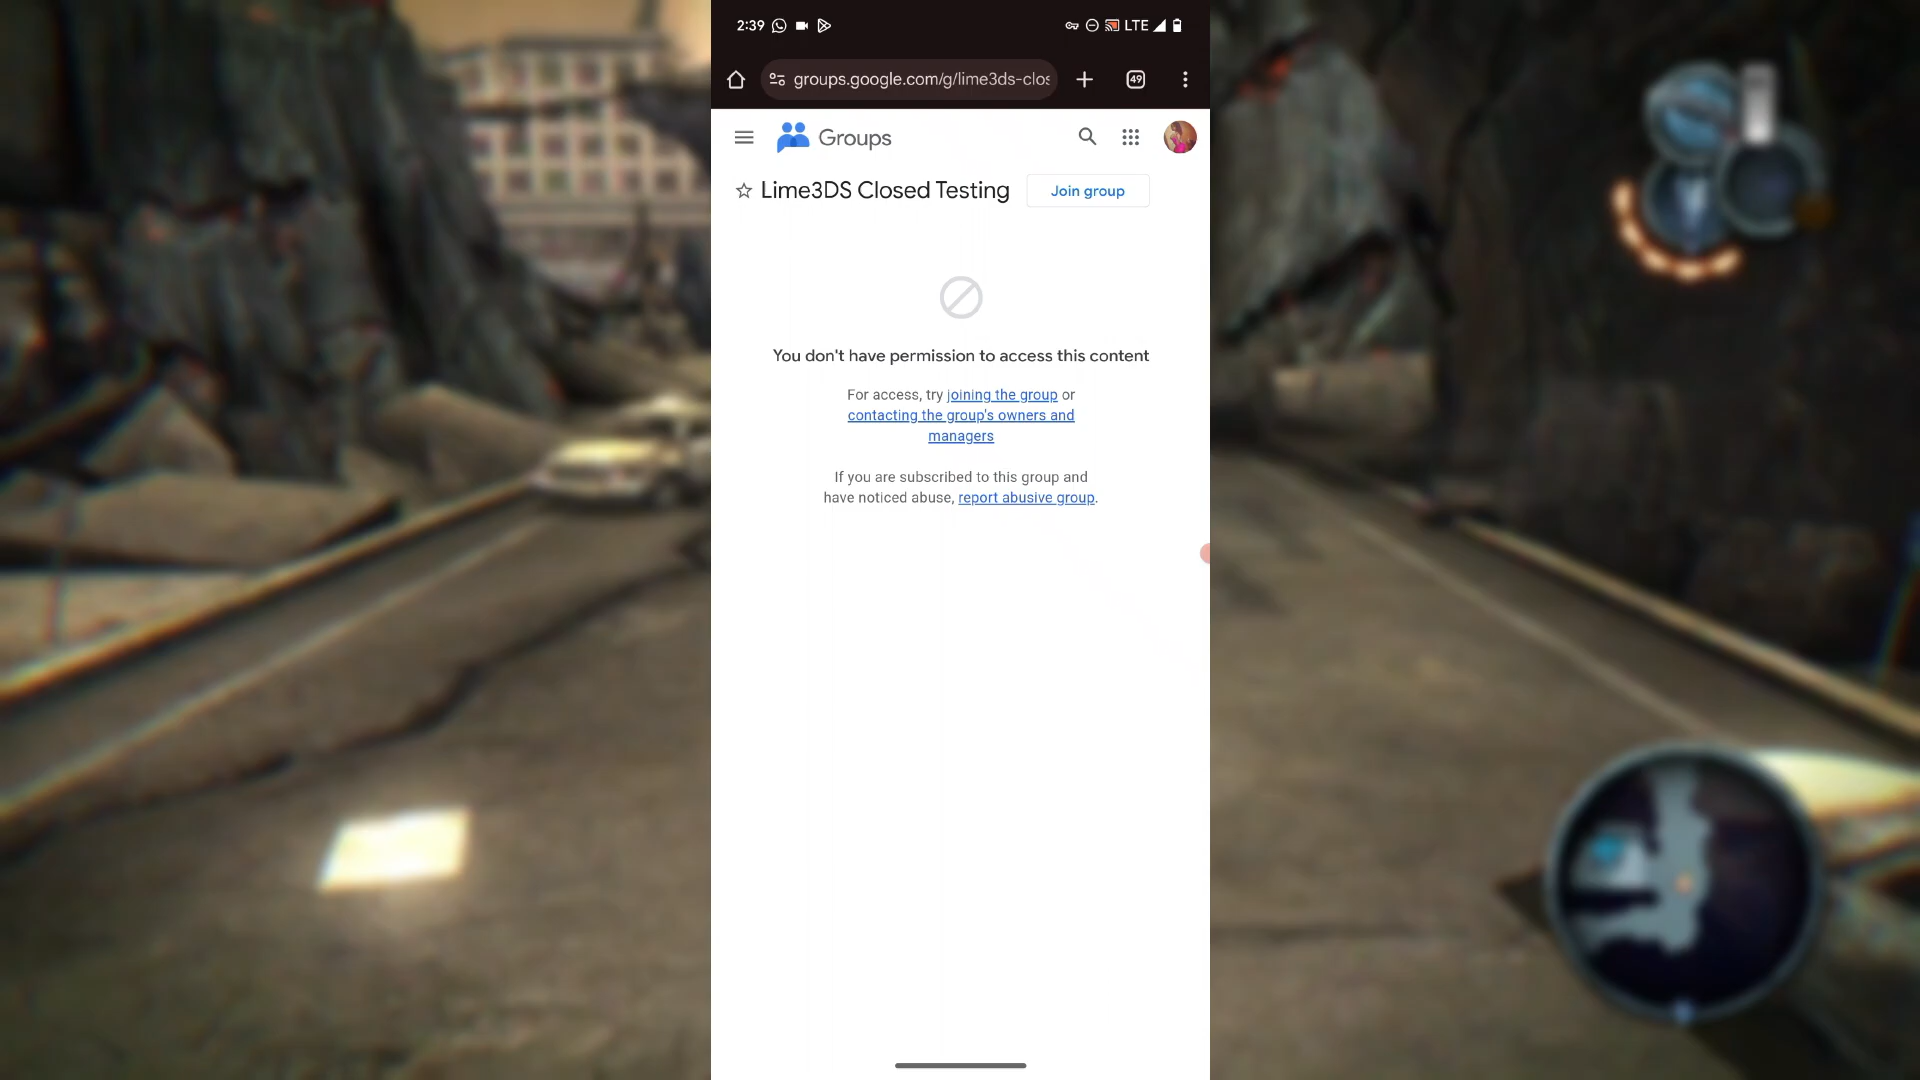 2:39 LTE
groups.google.com/g/lime3ds-clos 49
Groups
Lime3DS Closed Testing Join group
You don't have permission to access this content
For access, try joining the group or
contacting the group's owners and
managers
If you are subscribed to this group and
have noticed abuse, report abusive group.